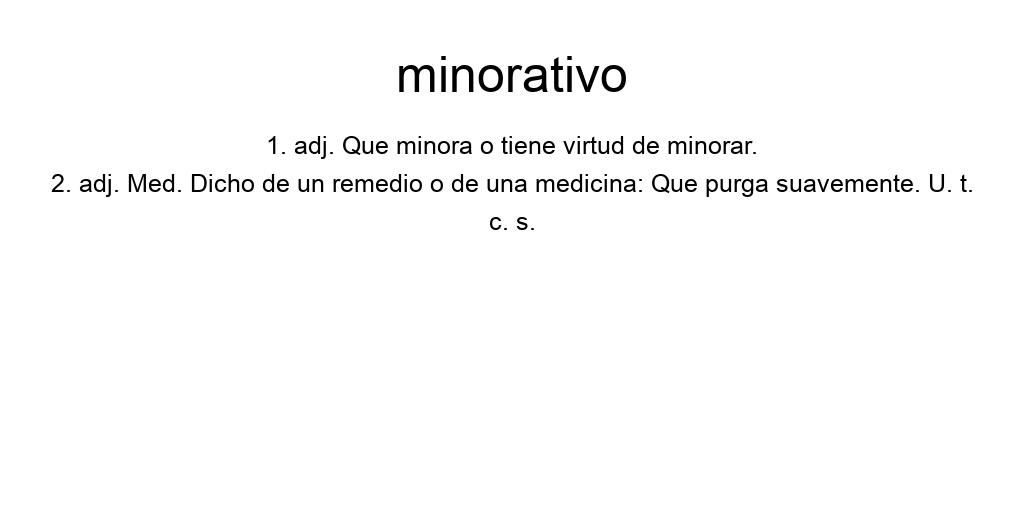 minorativo
1. adj. Que minora o tiene virtud de minorar.
2. adj. Med. Dicho de un remedio o de una medicina: Que purga suavemente. U. t.
c. s.